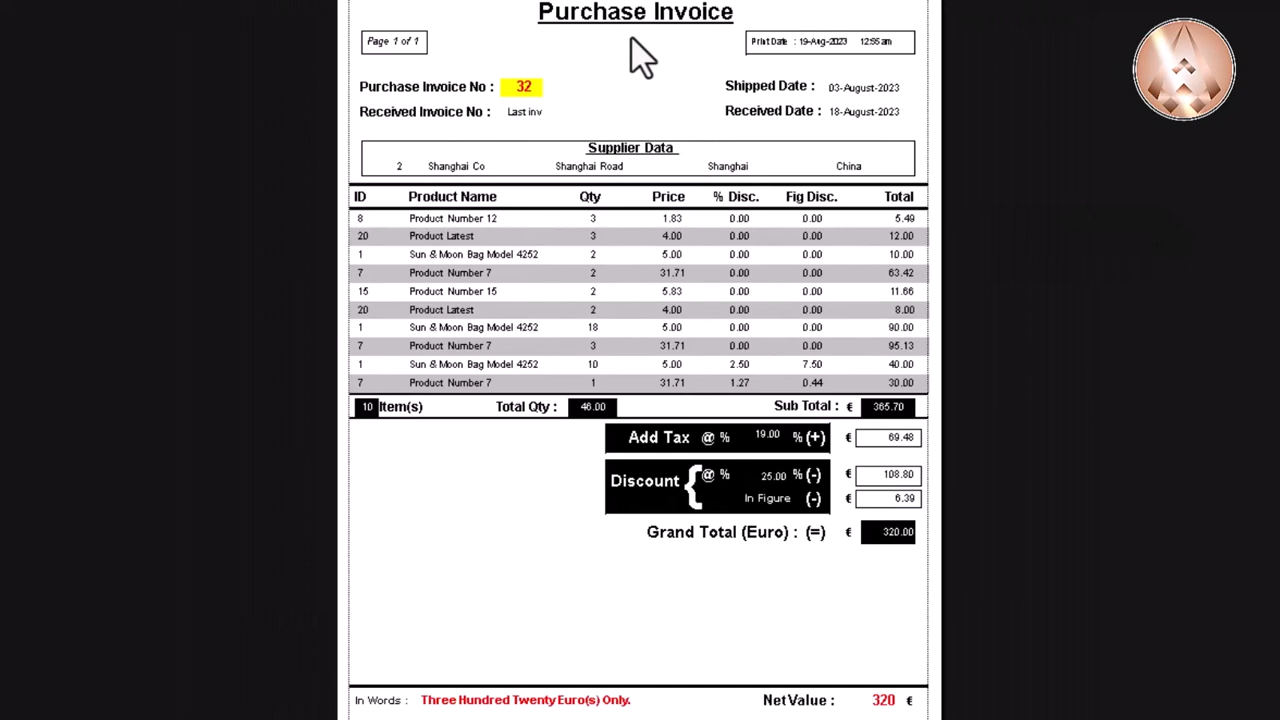 Purchase Invoice
Page 1 of 1
Print Date : 19-Aug-2023 12:55 am
Purchase Invoice No : 32
Shipped Date : 03-August-2023
Received Invoice No : Last inv
Received Date : 18-August-2023
Supplier Data
2 Shanghai Co Shanghai Road Shanghai China
ID Product Name Qty Price % Disc. Fig Disc. Total
8 Product Number 12 3 1.83 0.00 0.00 5.49
20 Product Latest 3 4.00 0.00 0.00 12.00
1 Sun & Moon Bag Model 4252 2 5.00 0.00 0.00 10.00
7 Product Number 7 2 31.71 0.00 0.00 63.42
15 Product Number 15 2 5.83 0.00 0.00 11.66
20 Product Latest 2 4.00 0.00 0.00 8.00
1 Sun & Moon Bag Model 4252 18 5.00 0.00 0.00 90.00
7 Product Number 7 3 31.71 0.00 0.00 95.13
1 Sun & Moon Bag Model 4252 10 5.00 2.50 7.50 40.00
7 Product Number 7 1 31.71 1.27 0.44 30.00
10 Item(s) Total Qty : 46.00 Sub Total : € 365.70
Add Tax @ % 19.00 % (+) € 69.48
Discount { @ % 25.00 % (-) € 108.80
In Figure (-) € 6.39
Grand Total (Euro) : (=) € 320.00
In Words : Three Hundred Twenty Euro(s) Only. Net Value : 320 €